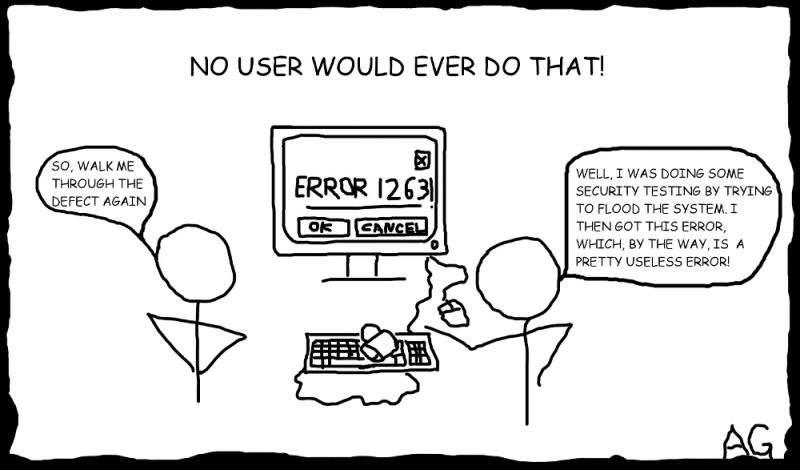 NO USER WOULD EVER DO THAT!
SO, WALK ME
THROUGH THE
DEFECT AGAIN
X
ERROR 1263!
OK CANCEL
WELL, I WAS DOING SOME
SECURITY TESTING BY TRYING
TO FLOOD THE SYSTEM. I
THEN GOT THIS ERROR,
WHICH, BY THE WAY, IS A
PRETTY USELESS ERROR!
AG